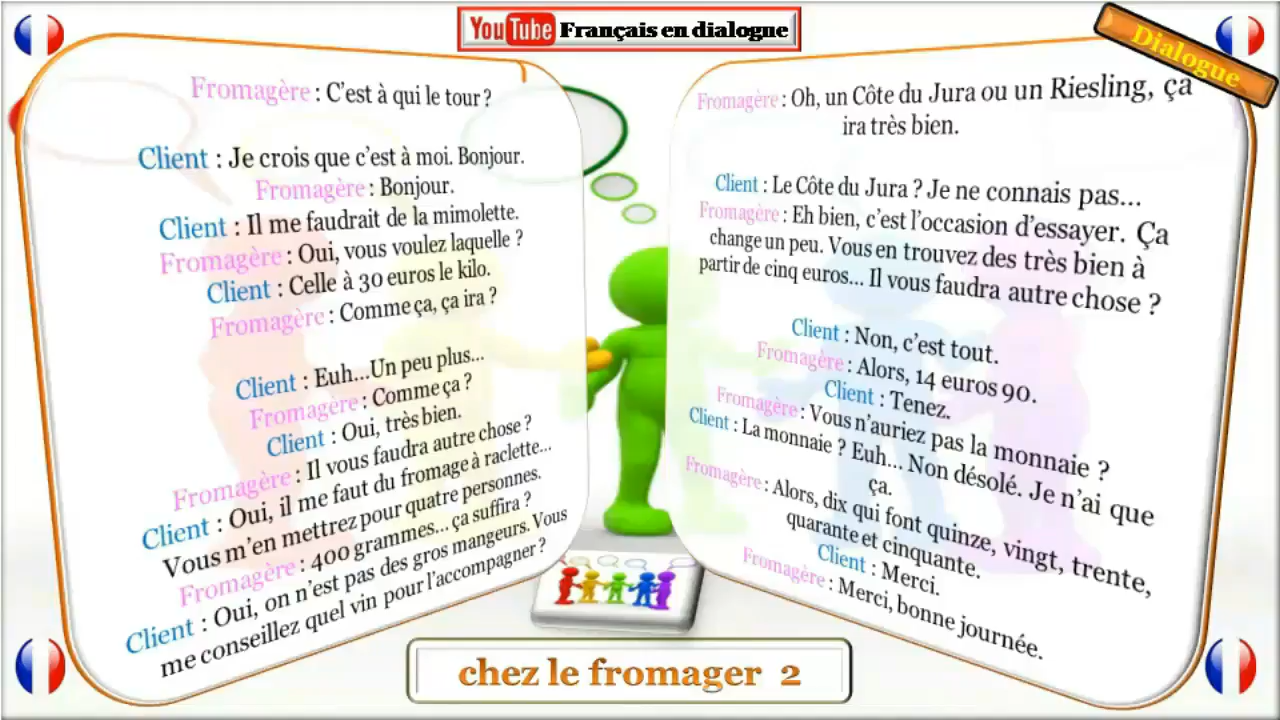 YouTube Français en dialogue
Dialogue
Fromagère : C'est à qui le tour ?
Client : Je crois que c'est à moi. Bonjour.
Fromagère : Bonjour.
Client : Il me faudrait de la mimolette.
Fromagère : Oui, vous voulez laquelle ?
Client : Celle à 30 euros le kilo.
Fromagère : Comme ça, ça ira ?
Client : Euh...Un peu plus...
Fromagère : Comme ça ?
Client : Oui, très bien.
Fromagère : Il vous faudra autre chose ?
Client : Oui, il me faut du fromage à raclette...
Vous m'en mettrez pour quatre personnes.
Fromagère : 400 grammes... ça suffira ?
Client : Oui, on n'est pas des gros mangeurs. Vous
me conseillez quel vin pour l'accompagner ?
Fromagère : Oh, un Côte du Jura ou un Riesling, ça
ira très bien.
Client : Le Côte du Jura ? Je ne connais pas...
Fromagère : Eh bien, c'est l'occasion d'essayer. Ça
change un peu. Vous en trouvez des très bien à
partir de cinq euros... Il vous faudra autre chose ?
Client : Non, c'est tout.
Fromagère : Alors, 14 euros 90.
Client : Tenez.
Fromagère : Vous n'auriez pas la monnaie ?
Client : La monnaie ? Euh... Non désolé. Je n'ai que
ça.
Fromagère : Alors, dix qui font quinze, vingt, trente,
quarante et cinquante.
Client : Merci.
Fromagère : Merci, bonne journée.
chez le fromager 2